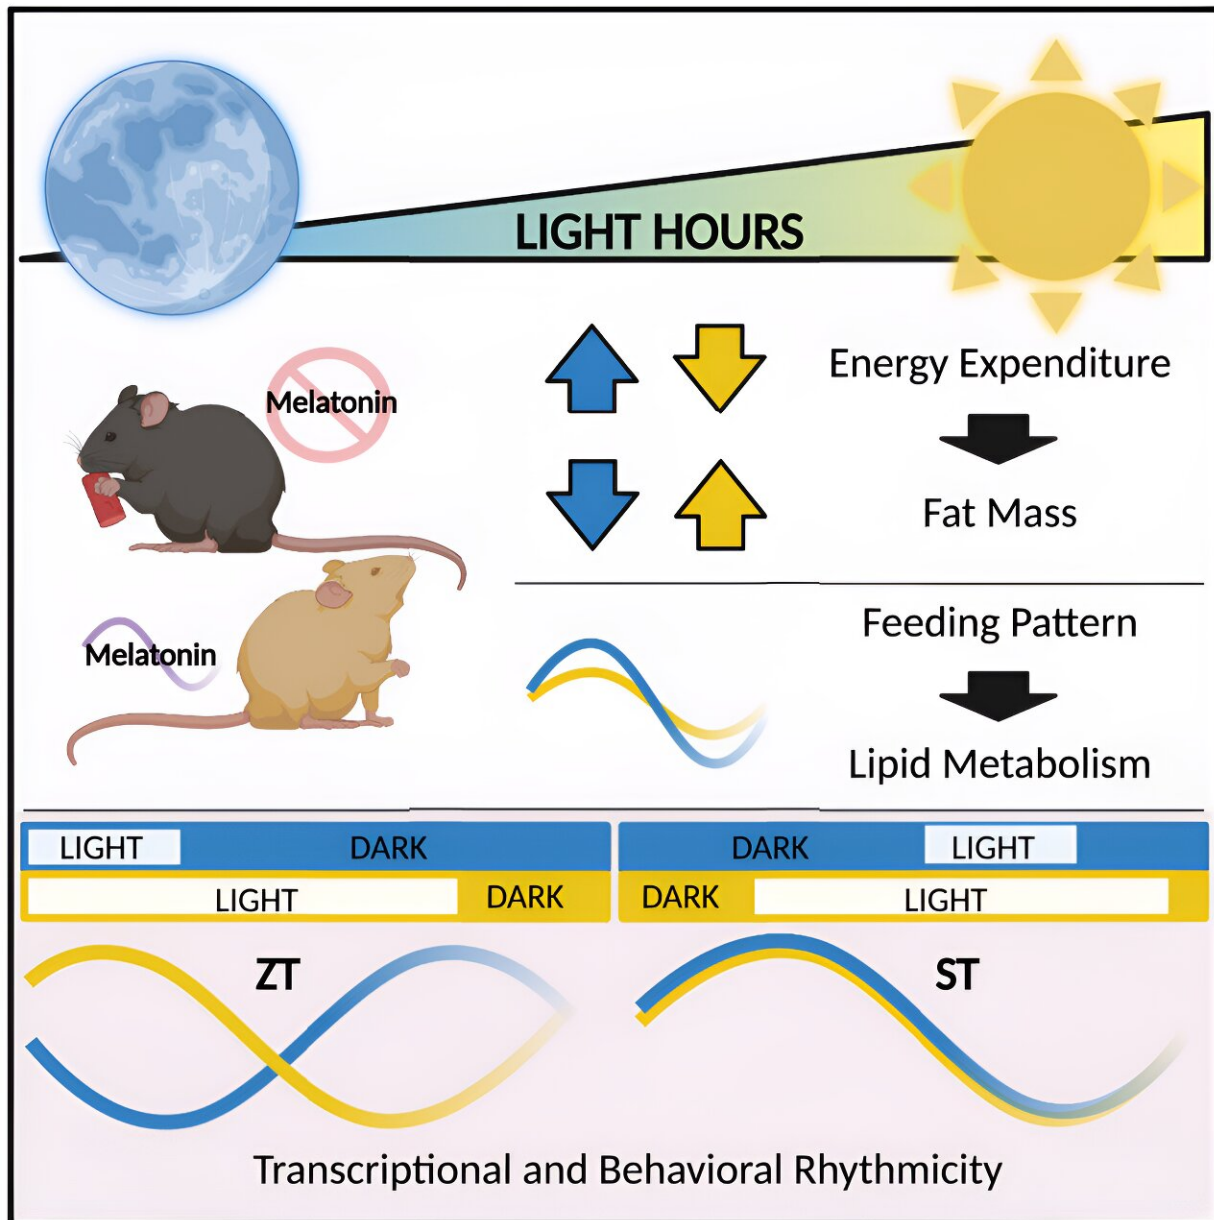 LIGHT HOURS
Melatonin
Energy Expenditure
Fat Mass
Melatonin
Feeding Pattern
Lipid Metabolism
LIGHT DARK
LIGHT DARK
DARK LIGHT
DARK LIGHT
ZT
ST
Transcriptional and Behavioral Rhythmicity